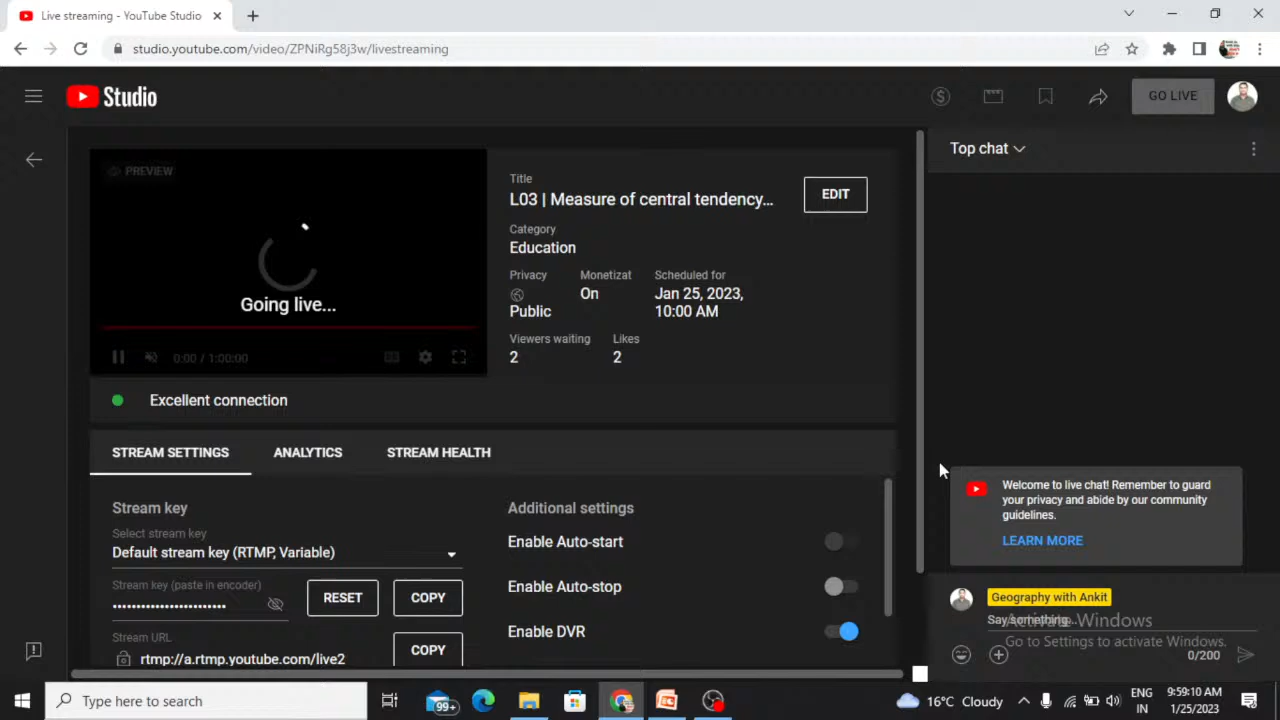 Live streaming - YouTube Studio
studio.youtube.com/video/ZPNiRg58j3w/livestreaming
Studio
GO LIVE
PREVIEW
Going live...
0:00 / 1:00:00
Title
L03 | Measure of central tendency...
EDIT
Category
Education
Privacy
Monetizat
Scheduled for
Public
On
Jan 25, 2023,
10:00 AM
Viewers waiting
Likes
2
2
Excellent connection
STREAM SETTINGS
ANALYTICS
STREAM HEALTH
Stream key
Select stream key
Default stream key (RTMP, Variable)
Stream key (paste in encoder)
RESET
COPY
Stream URL
rtmp://a.rtmp.youtube.com/live2
COPY
Additional settings
Enable Auto-start
Enable Auto-stop
Enable DVR
Top chat
Welcome to live chat! Remember to guard
your privacy and abide by our community
guidelines.
LEARN MORE
Geography with Ankit
Say something...
Activate Windows
Go to Settings to activate Windows.
0/200
Type here to search
99+
16°C Cloudy
ENG
IN
9:59:10 AM
1/25/2023